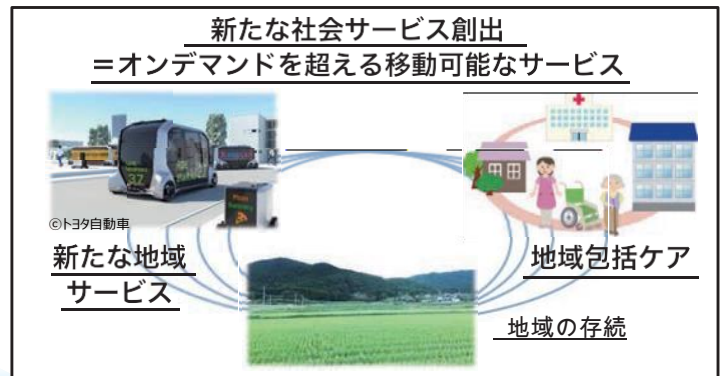 新たな社会サービス創出
＝オンデマンドを超える移動可能なサービス
37
©トヨタ自動車
新たな地域
サービス
地域包括ケア
地域の存続